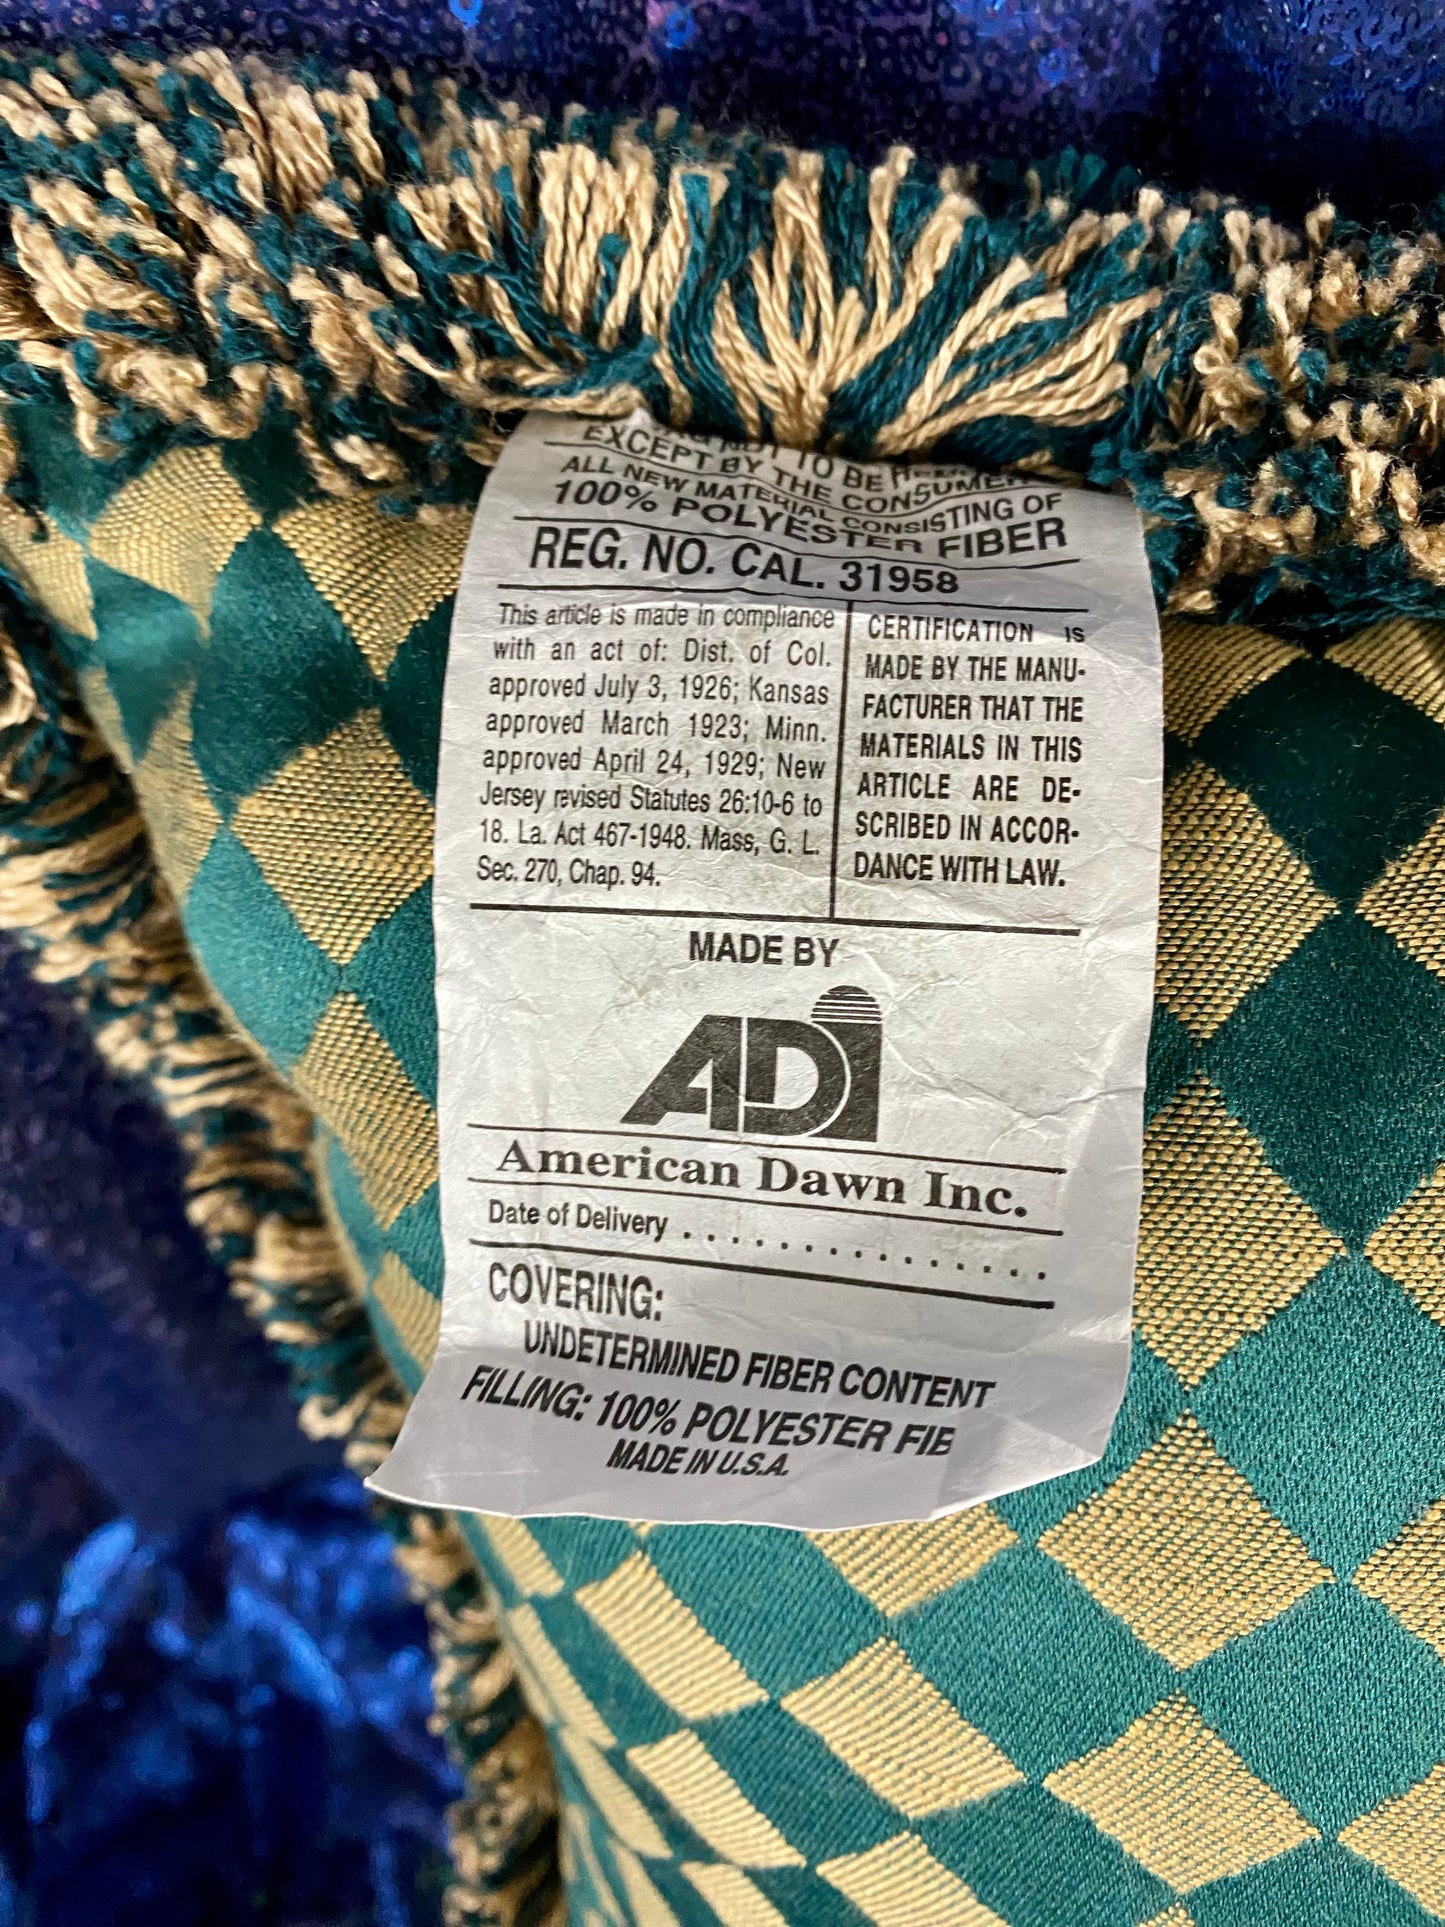 NOT TO BE
EXCEPT BY THE CONSUMER
ALL NEW MATERIAL CONSISTING OF
100% POLYESTER FIBER
REG. NO. CAL. 31958
This article is made in compliance
with an act of: Dist. of Col.
approved July 3, 1926; Kansas
approved March 1923; Minn.
approved April 24, 1929; New
Jersey revised Statutes 26:10-6 to
18. La. Act 467-1948. Mass, G. L.
Sec. 270, Chap. 94.
CERTIFICATION IS
MADE BY THE MANU-
FACTURER THAT THE
MATERIALS IN THIS
ARTICLE ARE DE-
SCRIBED IN ACCOR-
DANCE WITH LAW.
MADE BY
ADI
American Dawn Inc.
Date of Delivery . . . . . . . . . . . . . . .
COVERING:
UNDETERMINED FIBER CONTENT
FILLING: 100% POLYESTER FIB
MADE IN U.S.A.